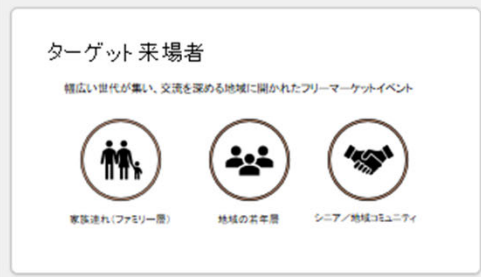 ターゲット来場者
幅広い世代が集い、交流を深める地域に開かれたフリーマーケットイベント
家族連れ(ファミリー層)
地域の若年層
シニア/地域コミュニティ